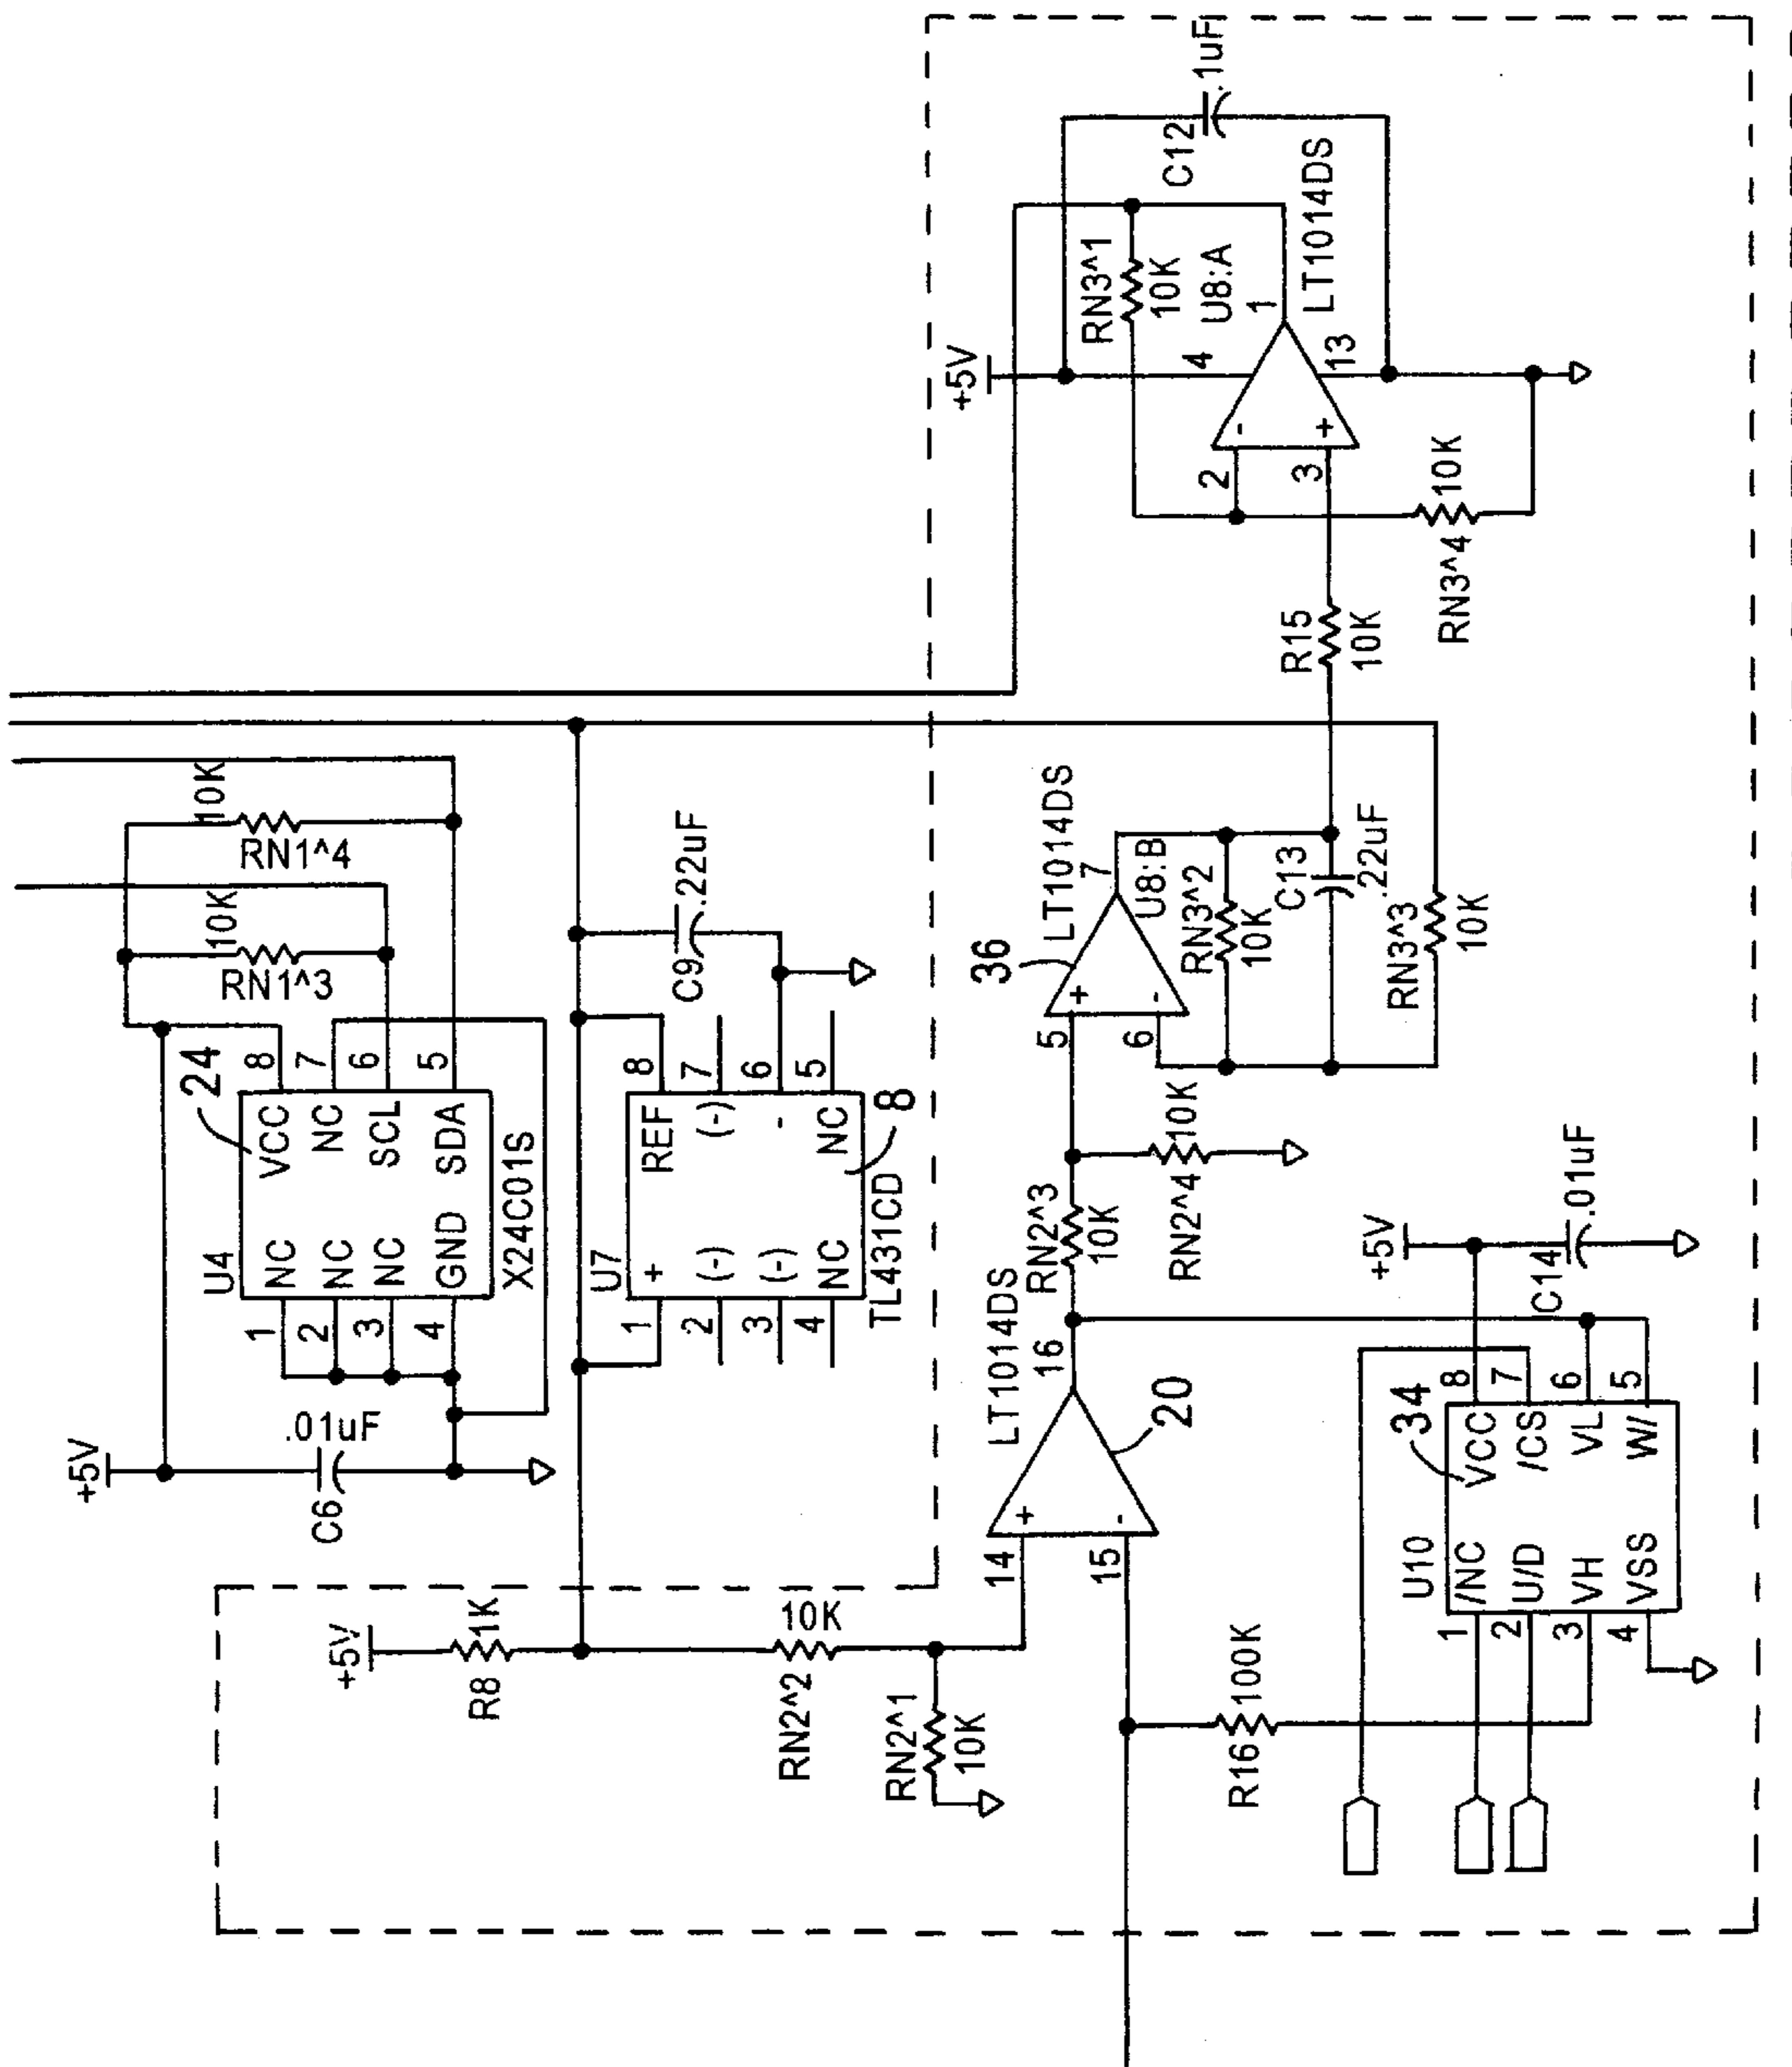 +5V
C6
.01uF
U4
24
X24C01S
1 NC
2 NC
3 NC
4 GND
VCC 8
NC 7
SCL 6
SDA 5
RN1^3
10K
RN1^4
10K
+5V
R8
1K
U7
TL431CD
8
1 +
2 (-)
3 (-)
4 NC
REF 8
(-) 7
- 6
NC 5
C9
.22uF
RN2^2
10K
RN2^1
10K
14 +
15 -
16
LT1014DS
20
RN2^3
10K
RN2^4
10K
36
5 +
6 -
7
LT1014DS
U8:B
RN3^2
10K
C13
.22uF
RN3^3
10K
R15
10K
+5V
RN3^1
10K
U8:A
LT1014DS
C12
.1uF
1
2 -
3 +
4
13
RN3^4
10K
R16
100K
U10
34
1 /NC
2 U/D
3 VH
4 VSS
VCC 8
/CS 7
VL 6
W/ 5
+5V
C14
.01uF